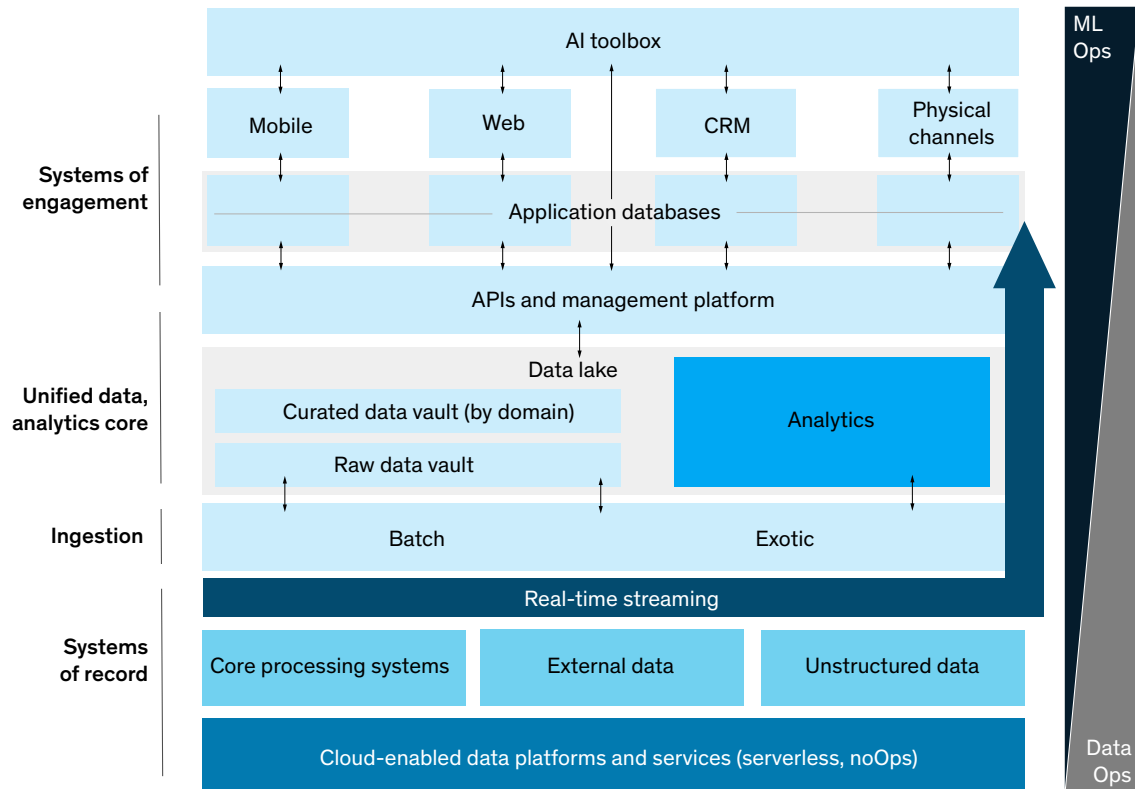 AI toolbox
ML
Ops
Mobile
Web
CRM
Physical
channels
Systems of
engagement
Application databases
APIs and management platform
Unified data,
analytics core
Data lake
Curated data vault (by domain)
Raw data vault
Analytics
Ingestion
Batch
Exotic
Real-time streaming
Systems
of record
Core processing systems
External data
Unstructured data
Cloud-enabled data platforms and services (serverless, noOps)
Data
Ops